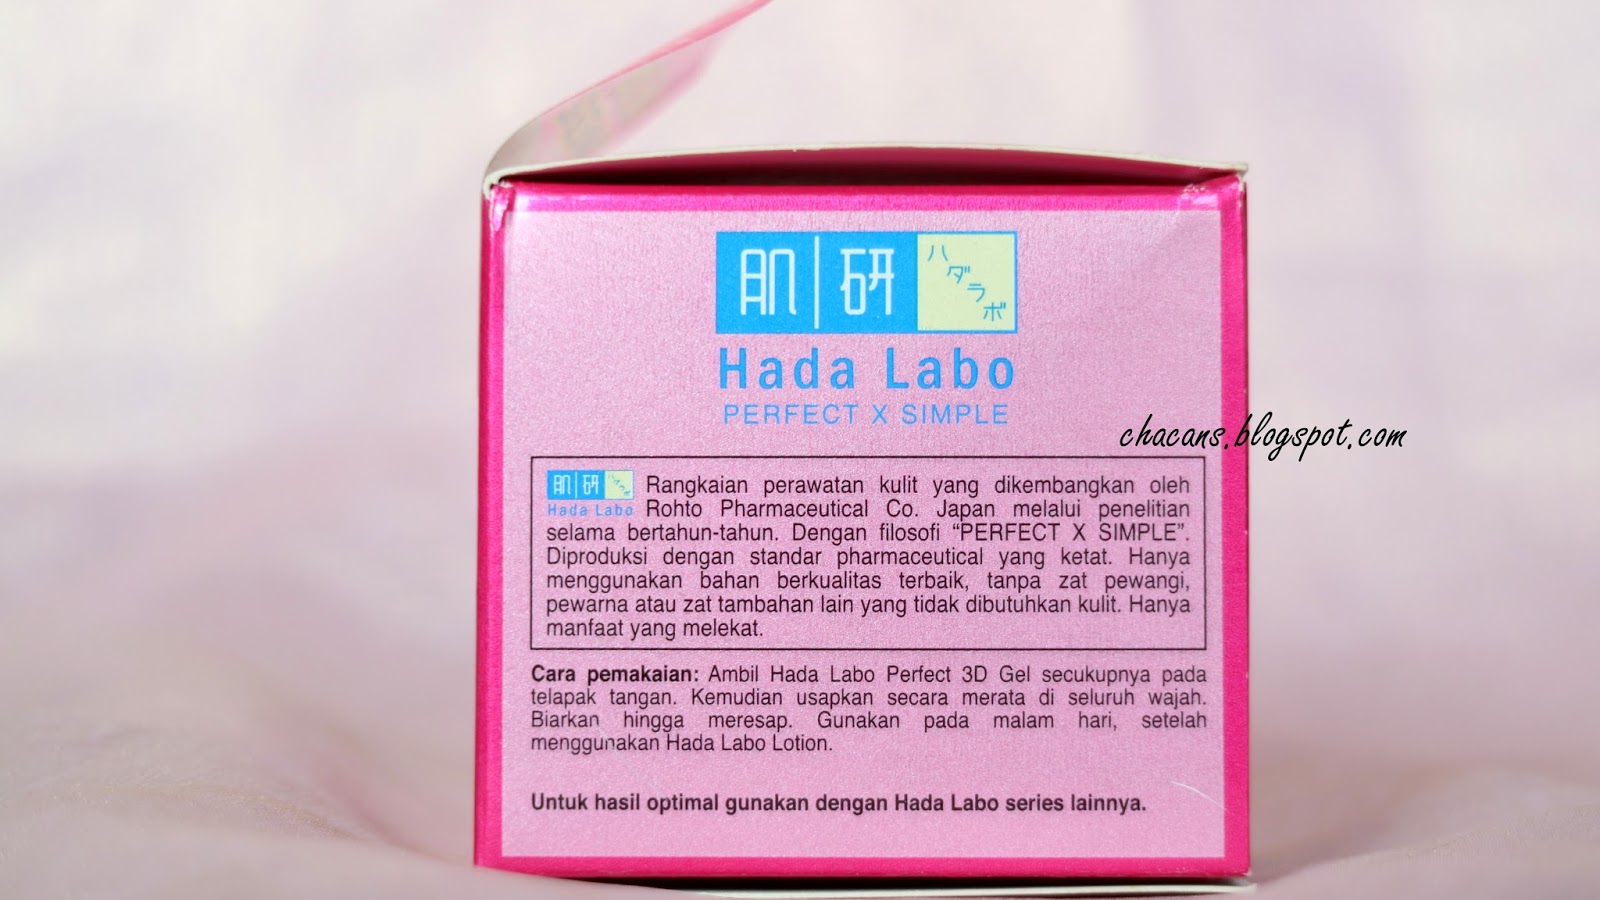 肌研 ハダラボ
Hada Labo
PERFECT X SIMPLE
chacans.blogspot.com
肌研 ハダラボ Rangkaian perawatan kulit yang dikembangkan oleh
Hada Labo Rohto Pharmaceutical Co. Japan melalui penelitian
selama bertahun-tahun. Dengan filosofi “PERFECT X SIMPLE”.
Diproduksi dengan standar pharmaceutical yang ketat. Hanya
menggunakan bahan berkualitas terbaik, tanpa zat pewangi,
pewarna atau zat tambahan lain yang tidak dibutuhkan kulit. Hanya
manfaat yang melekat.
Cara pemakaian: Ambil Hada Labo Perfect 3D Gel secukupnya pada
telapak tangan. Kemudian usapkan secara merata di seluruh wajah.
Biarkan hingga meresap. Gunakan pada malam hari, setelah
menggunakan Hada Labo Lotion.
Untuk hasil optimal gunakan dengan Hada Labo series lainnya.